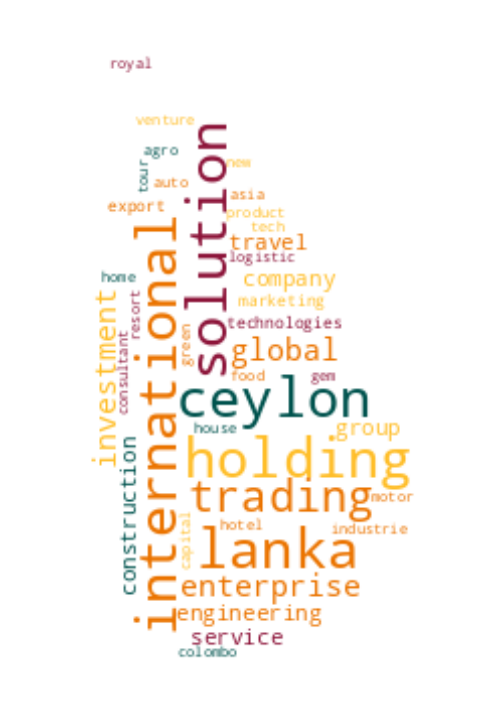 royal
venture
agro
tour
auto
new
solution
asia
export
product
tech
international
travel
logistic
home
company
investment
resort
marketing
technologies
consultant
green
global
food
gem
ceylon
house
group
holding
construction
trading
motor
capital
hotel
industrie
lanka
enterprise
engineering
service
colombo